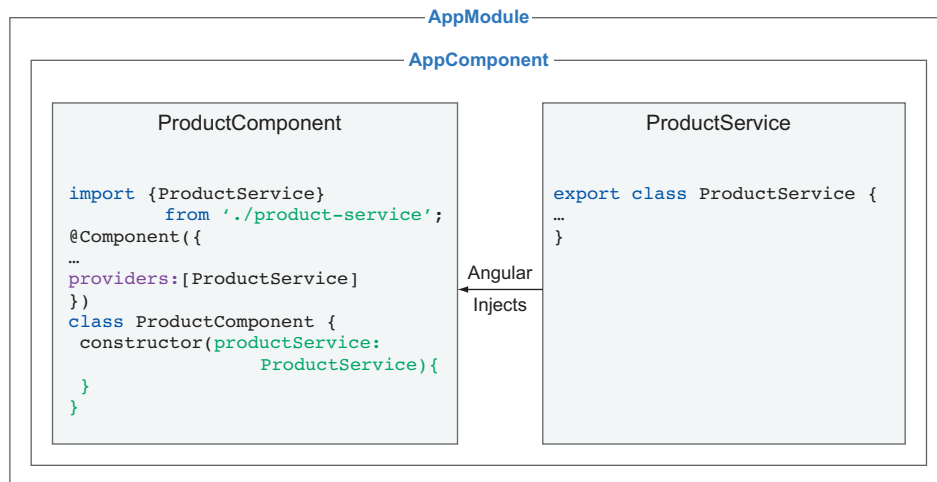 AppModule
AppComponent
ProductComponent
import {ProductService}
from ‘./product-service’;
@Component({
…
providers:[ProductService]
})
class ProductComponent {
constructor(productService:
ProductService){
}
}
Angular
Injects
ProductService
export class ProductService {
…
}